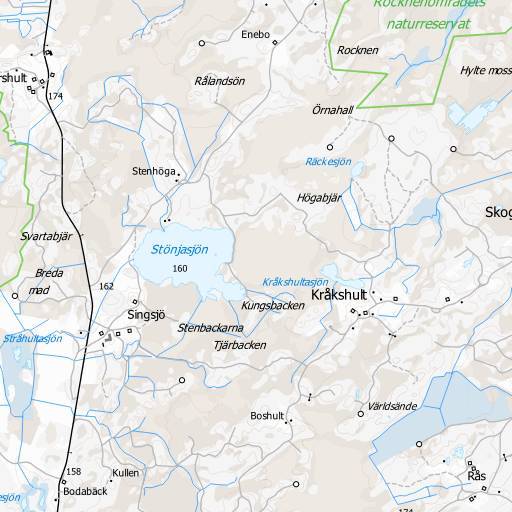 Rocknenområdets
naturreservat
Enebo
Rocknen
rshult
Rålandsön
Hylte moss
174
Örnahall
Räckesjön
Stenhöga
Högabjär
Skog
Svartabjär
Stönjasjön
160
Breda
mad
162
Kråkshultasjön
Kråkshult
Kungsbacken
Singsjö
Stenbackarna
Stråhultasjön
Tjärbacken
Världsände
Boshult
158
Kullen
Rås
Bodabäck
esjön
174